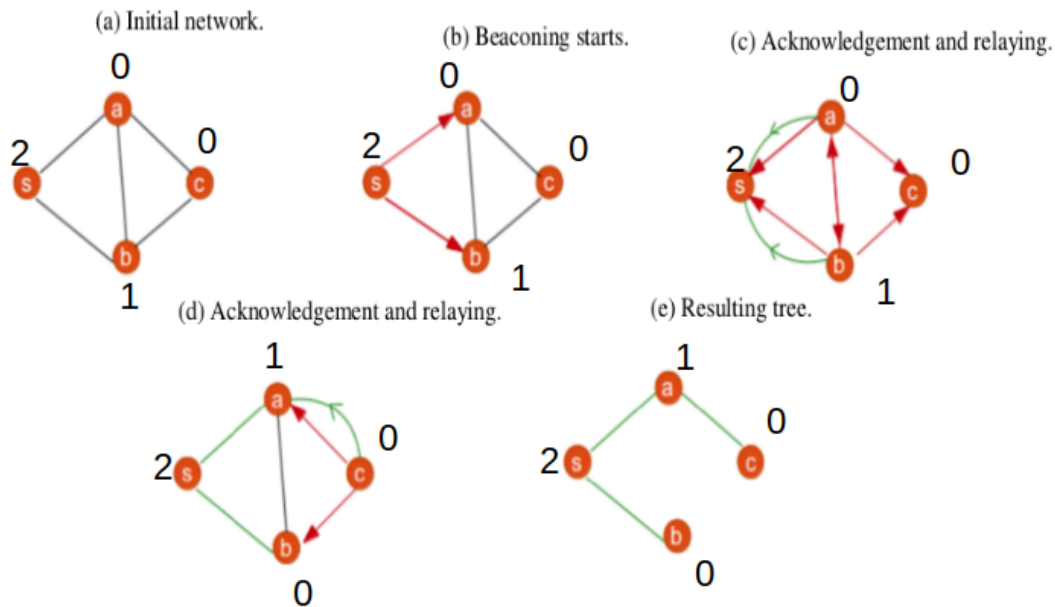 (a) Initial network.
0
a
2
s
0
c
b
1
(b) Beaconing starts.
0
a
2
s
0
c
b
1
(c) Acknowledgement and relaying.
0
a
2
s
0
c
b
1
(d) Acknowledgement and relaying.
1
a
0
2
s
c
b
0
(e) Resulting tree.
1
a
0
2
s
c
b
0